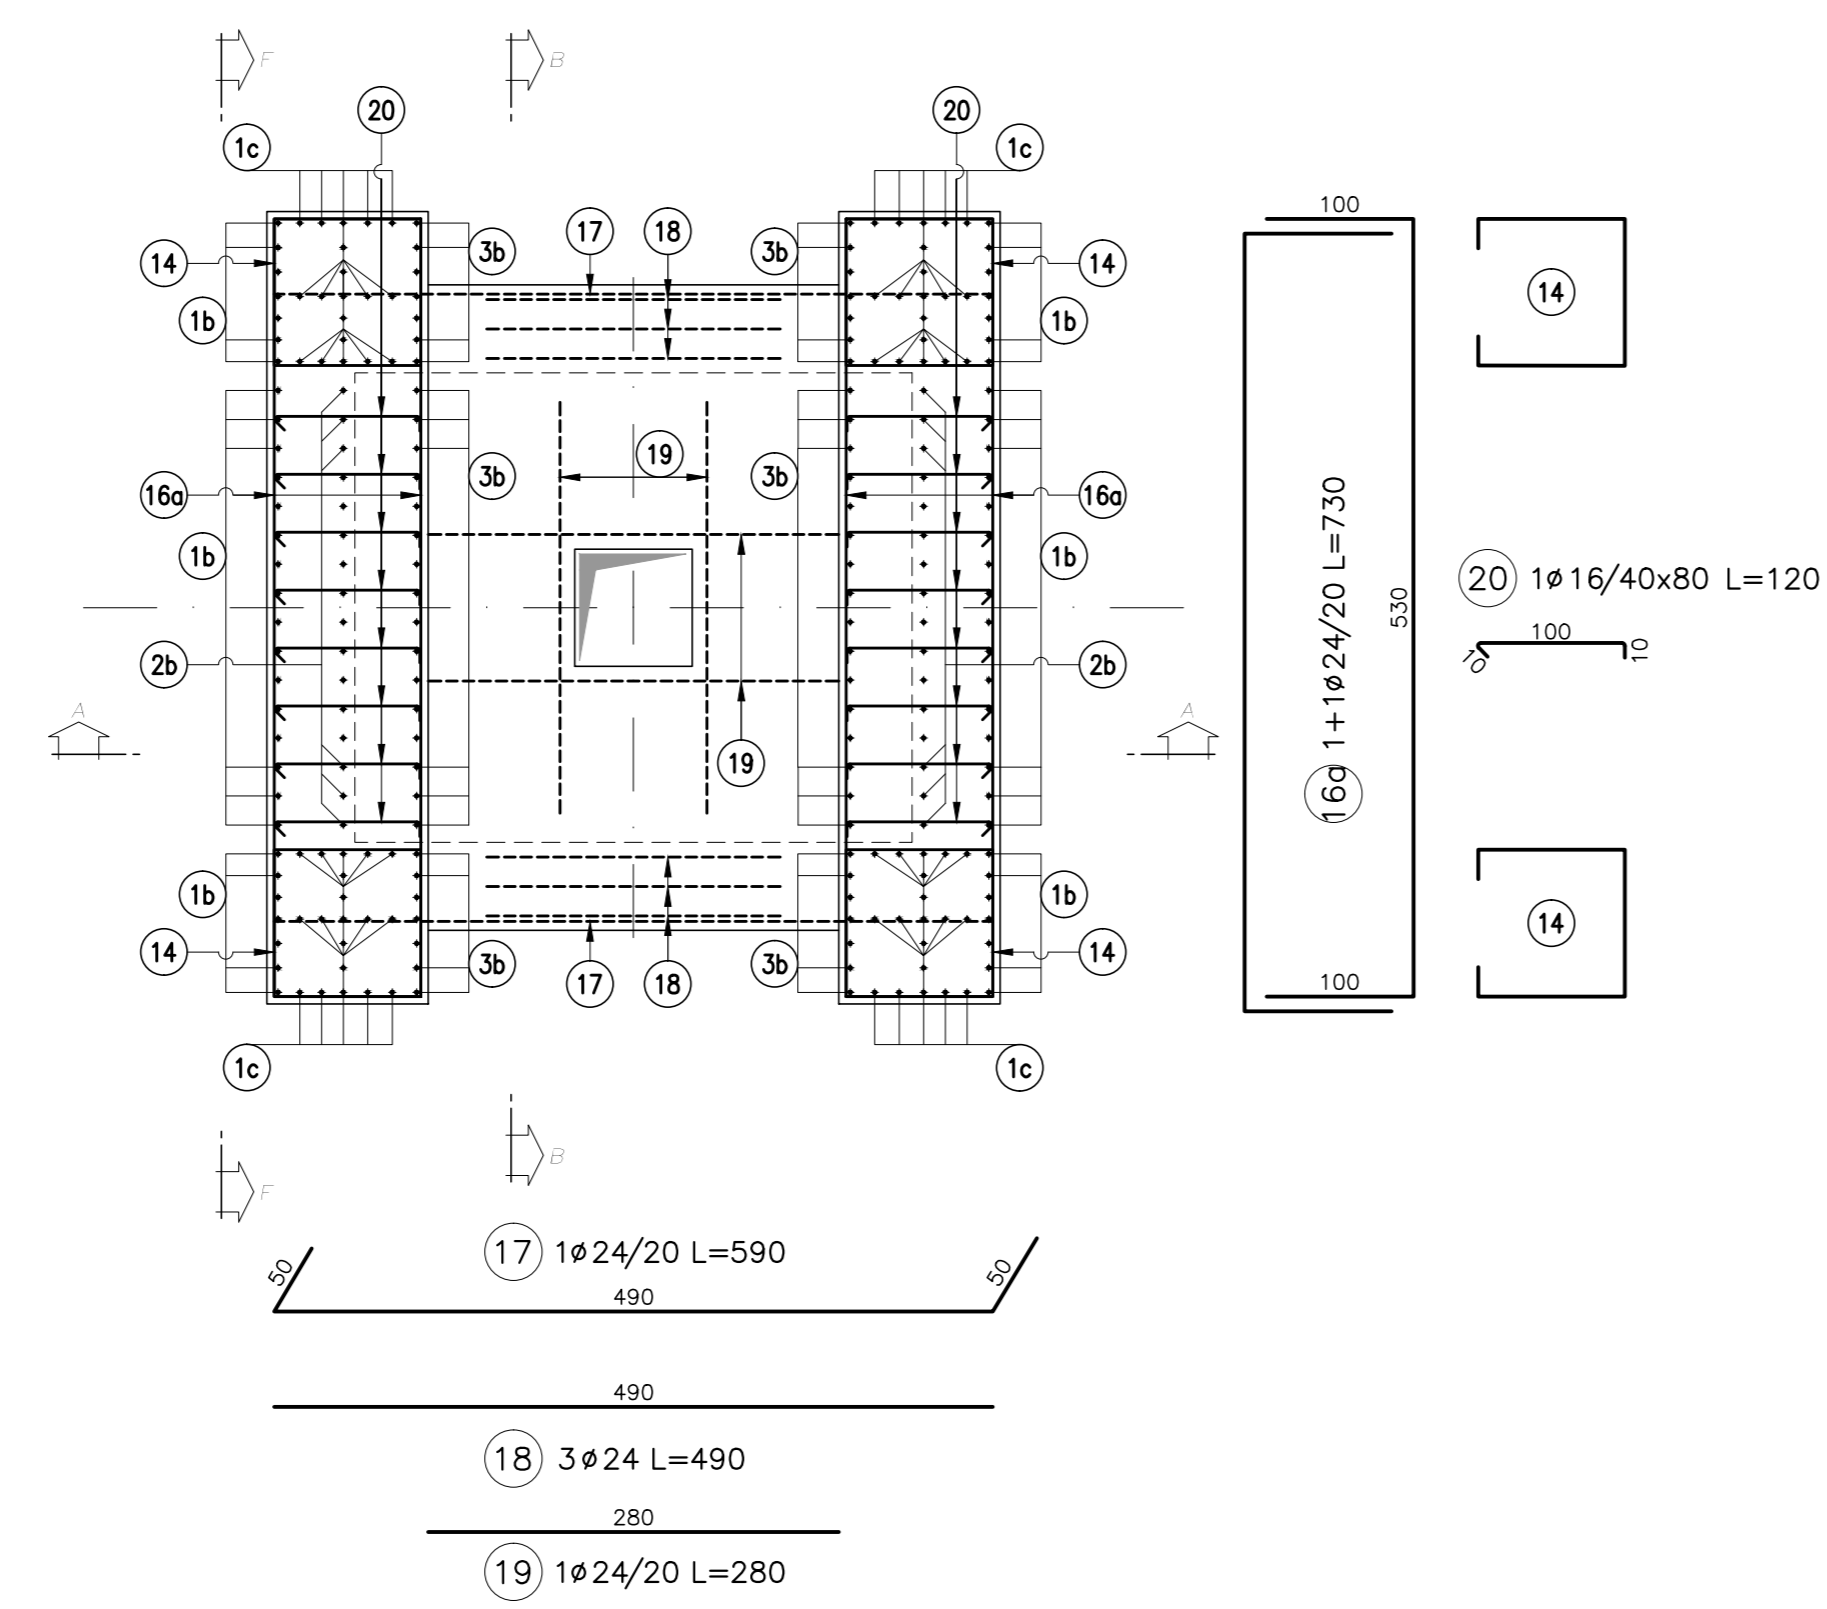 F
B
20
20
1c
1c
3b
17
18
3b
14
14
1b
1b
100
14
3b
19
3b
16a
16a
1b
1b
16a 1+1ø24/20 L=730
530
20 1ø16/40x80 L=120
100
10
10
2b
2b
A
A
19
1b
1b
14
14
3b
17
18
3b
100
14
1c
1c
B
F
17 1ø24/20 L=590
50
50
490
490
18 3ø24 L=490
280
19 1ø24/20 L=280